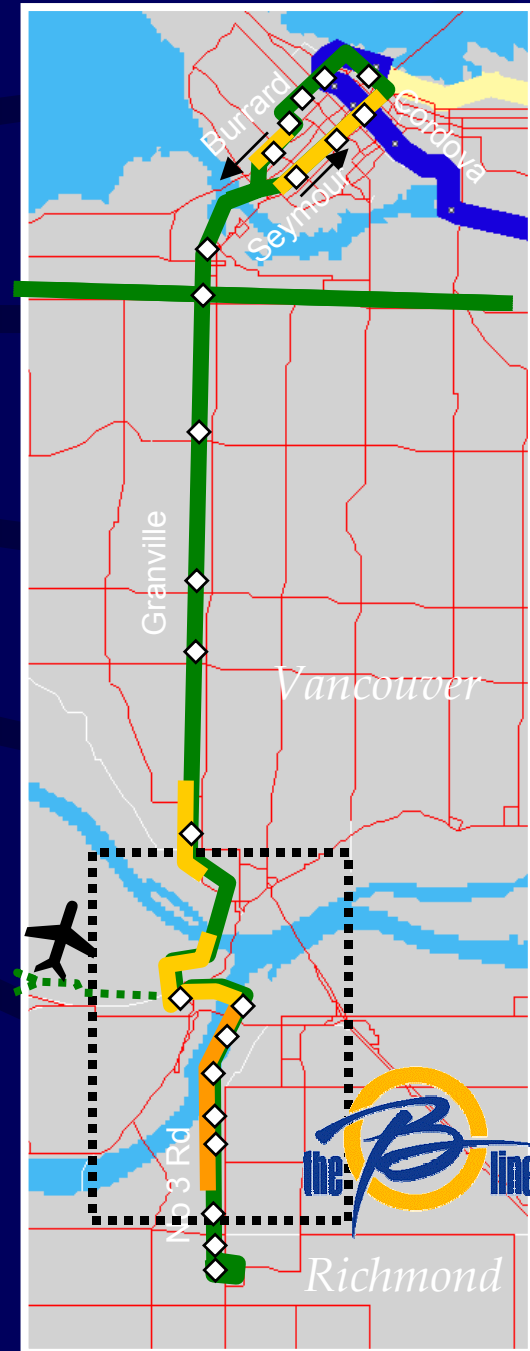 Burrard
Cordova
Seymour
Granville
Vancouver
No 3 Rd
the B line
Richmond